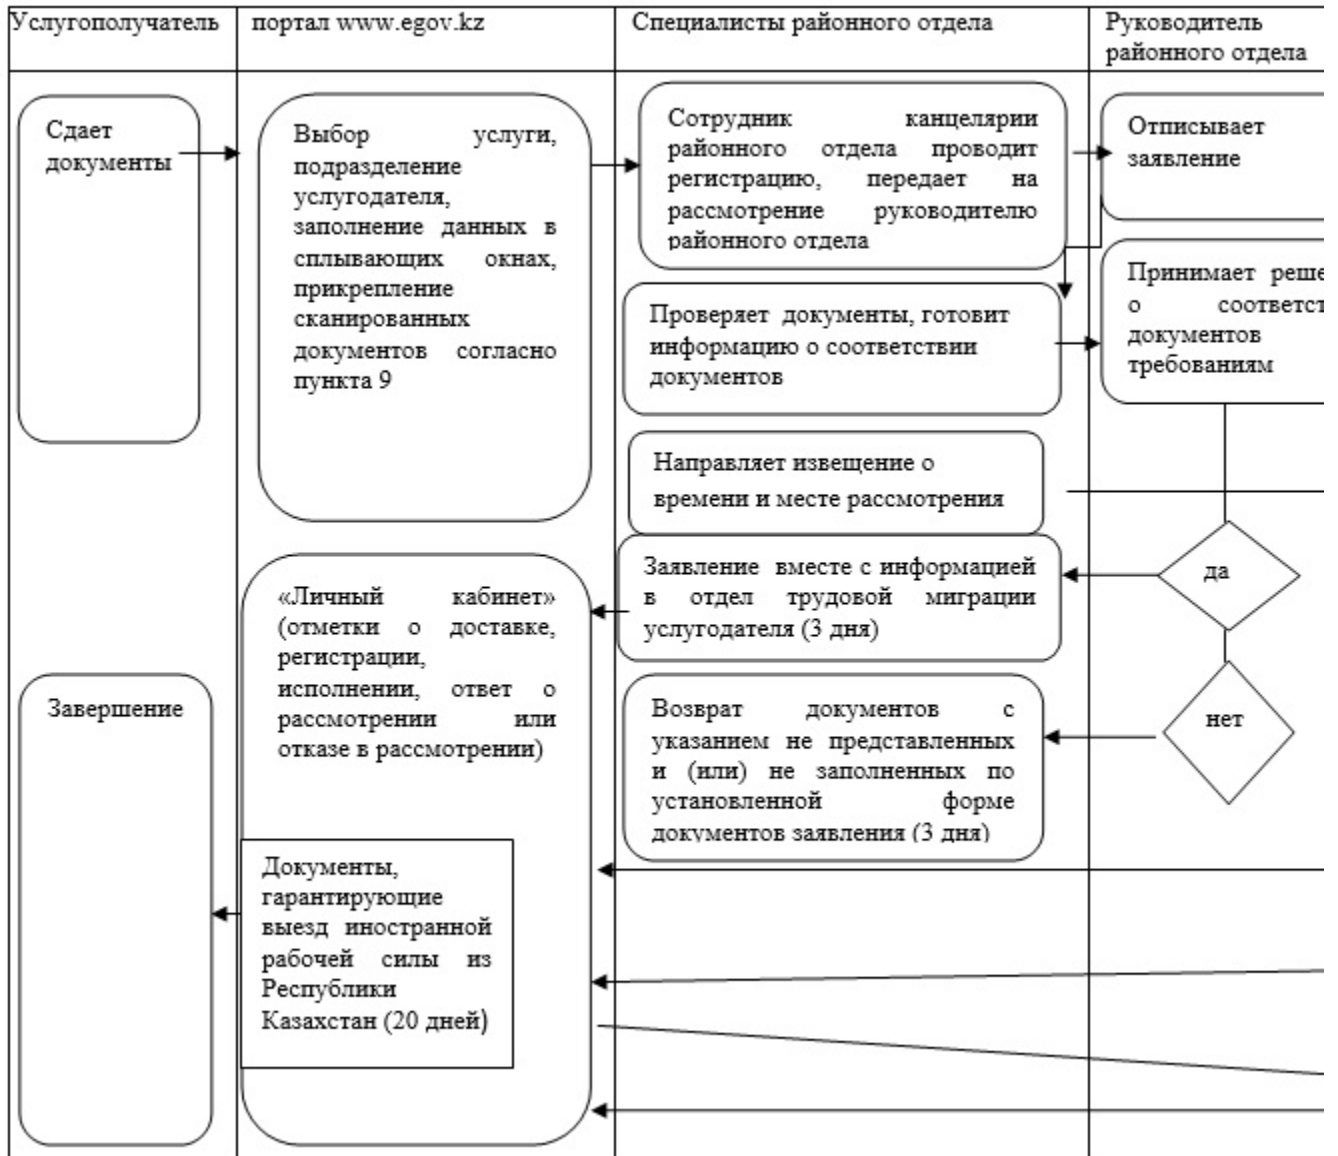 Услугополучатель
портал www.egov.kz
Специалисты районного отдела
Руководитель
районного отдела
Сдает
документы
Выбор услуги,
подразделение
услугодателя,
заполнение данных в
сплывающих окнах,
прикрепление
сканированных
документов согласно
пункта 9
Сотрудник канцелярии
районного отдела проводит
регистрацию, передает на
рассмотрение руководителю
районного отдела
Отписывает
заявление
Проверяет документы, готовит
информацию о соответствии
документов
Принимает реше
о соответст
документов
требованиям
Направляет извещение о
времени и месте рассмотрения
да
Заявление вместе с информацией
в отдел трудовой миграции
услугодателя (3 дня)
«Личный кабинет»
(отметки о доставке,
регистрации,
исполнении, ответ о
рассмотрении или
отказе в рассмотрении)
Завершение
Возврат документов с
указанием не представленных
и (или) не заполненных по
установленной форме
документов заявления (3 дня)
нет
Документы,
гарантирующие
выезд иностранной
рабочей силы из
Республики
Казахстан (20 дней)